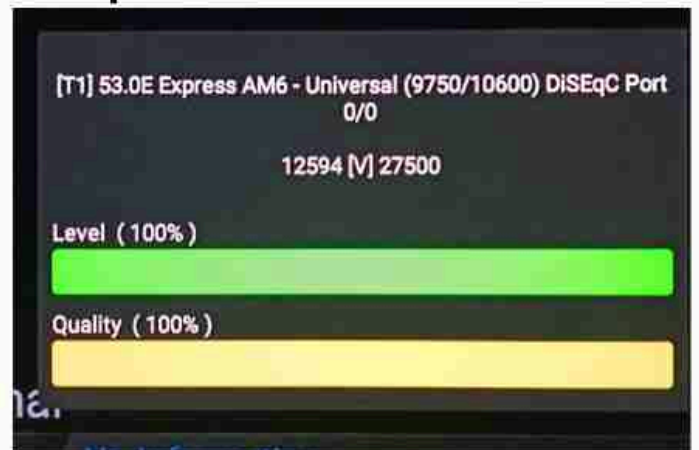 [T1] 53.0E Express AM6 - Universal (9750/10600) DiSEqC Port
0/0
12594 [V] 27500
Level ( 100% )
Quality ( 100% )